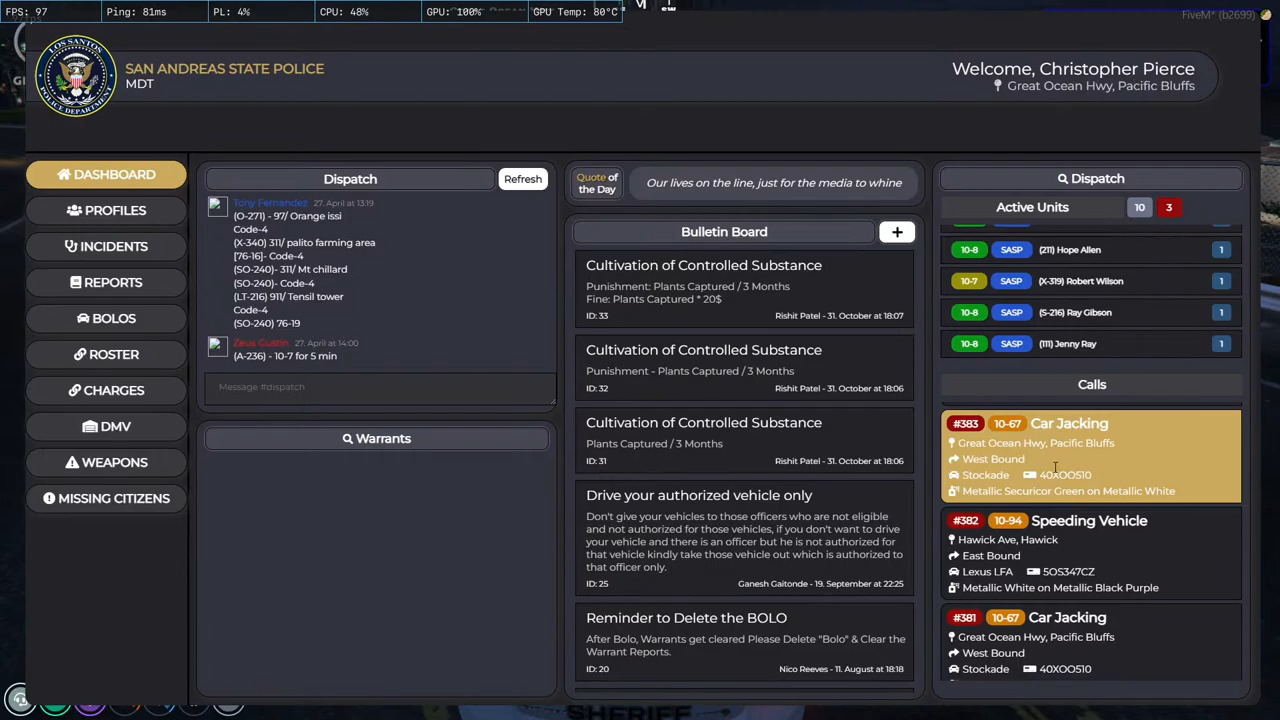 FPS: 97
Ping: 81ms
PL: 4%
CPU: 48%
GPU: 100%
GPU Temp: 80°C
SW
FiveM* (b2699)
LOS SANTOS
POLICE DEPARTMENT
SAN ANDREAS STATE POLICE
MDT
Welcome, Christopher Pierce
Great Ocean Hwy, Pacific Bluffs
DASHBOARD
PROFILES
INCIDENTS
REPORTS
BOLOS
ROSTER
CHARGES
DMV
WEAPONS
MISSING CITIZENS
Dispatch
Refresh
Tony Fernandez 27. April at 13:19
(O-271) - 97/ Orange issi
Code-4
(X-340) 311/ palito farming area
[76-16]- Code-4
(SO-240)- 311/ Mt chillard
(SO-240)- Code-4
(LT-216) 911/ Tensil tower
Code-4
(SO-240) 76-19
Zeus Gustin 27. April at 14:00
(A-236) - 10-7 for 5 min
Message #dispatch
Warrants
Quote of
the Day
Our lives on the line, just for the media to whine
Bulletin Board
+
Cultivation of Controlled Substance
Punishment: Plants Captured / 3 Months
Fine: Plants Captured * 20$
ID: 33 Rishit Patel - 31. October at 18:07
Cultivation of Controlled Substance
Punishment - Plants Captured / 3 Months
ID: 32 Rishit Patel - 31. October at 18:06
Cultivation of Controlled Substance
Plants Captured / 3 Months
ID: 31 Rishit Patel - 31. October at 18:06
Drive your authorized vehicle only
Don't give your vehicles to those officers who are not eligible
and not authorized for those vehicles, if you don't want to drive
your vehicle and there is an officer but he is not authorized for
that vehicle kindly take those vehicle out which is authorized to
that officer only.
ID: 25 Ganesh Gaitonde - 19. September at 22:25
Reminder to Delete the BOLO
After Bolo, Warrants get cleared Please Delete "Bolo" & Clear the
Warrant Reports.
ID: 20 Nico Reeves - 11. August at 18:18
Dispatch
Active Units 10 3
10-8 SASP (211) Hope Allen 1
10-7 SASP (X-319) Robert Wilson 1
10-8 SASP (S-216) Ray Gibson 1
10-8 SASP (111) Jenny Ray 1
Calls
#383 10-67 Car Jacking
Great Ocean Hwy, Pacific Bluffs
West Bound
Stockade 40XOO510
Metallic Securicor Green on Metallic White
#382 10-94 Speeding Vehicle
Hawick Ave, Hawick
East Bound
Lexus LFA 5OS347CZ
Metallic White on Metallic Black Purple
#381 10-67 Car Jacking
Great Ocean Hwy, Pacific Bluffs
West Bound
Stockade 40XOO510
SHERIFF